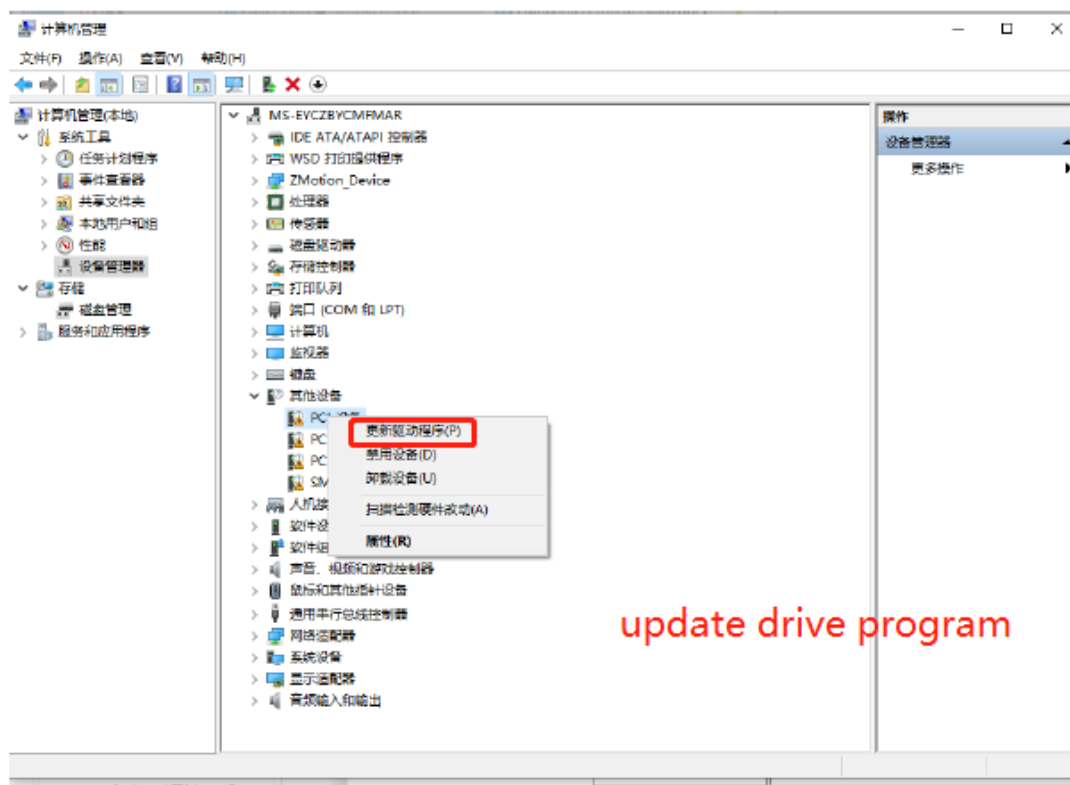 计算机管理
文件(F) 操作(A) 查看(V) 帮助(H)
计算机管理(本地)
系统工具
任务计划程序
事件查看器
共享文件夹
本地用户和组
性能
设备管理器
存储
磁盘管理
服务和应用程序
MS-EYCZBYCMFMAR
IDE ATA/ATAPI 控制器
WSD 打印提供程序
ZMotion_Device
处理器
传感器
磁盘驱动器
存储控制器
打印队列
端口 (COM 和 LPT)
计算机
监视器
键盘
其他设备
PC
PC
PC
SM
人机接
软件设
软件组
声音、视频和游戏控制器
鼠标和其他指针设备
通用串行总线控制器
网络适配器
系统设备
显示适配器
音频输入和输出
更新驱动程序(P)
禁用设备(D)
卸载设备(U)
扫描检测硬件改动(A)
属性(R)
操作
设备管理器
更多操作
update drive program